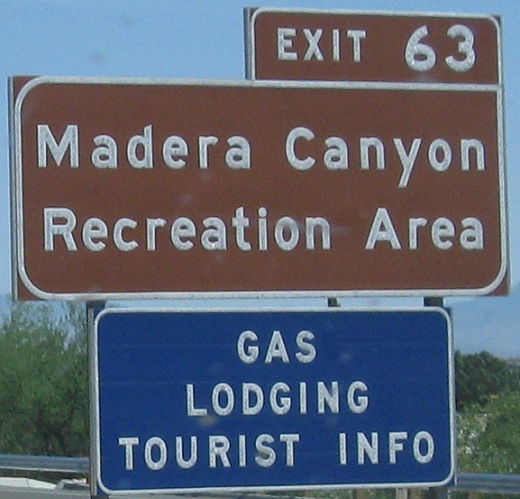 EXIT 63
Madera Canyon
Recreation Area
GAS
LODGING
TOURIST INFO